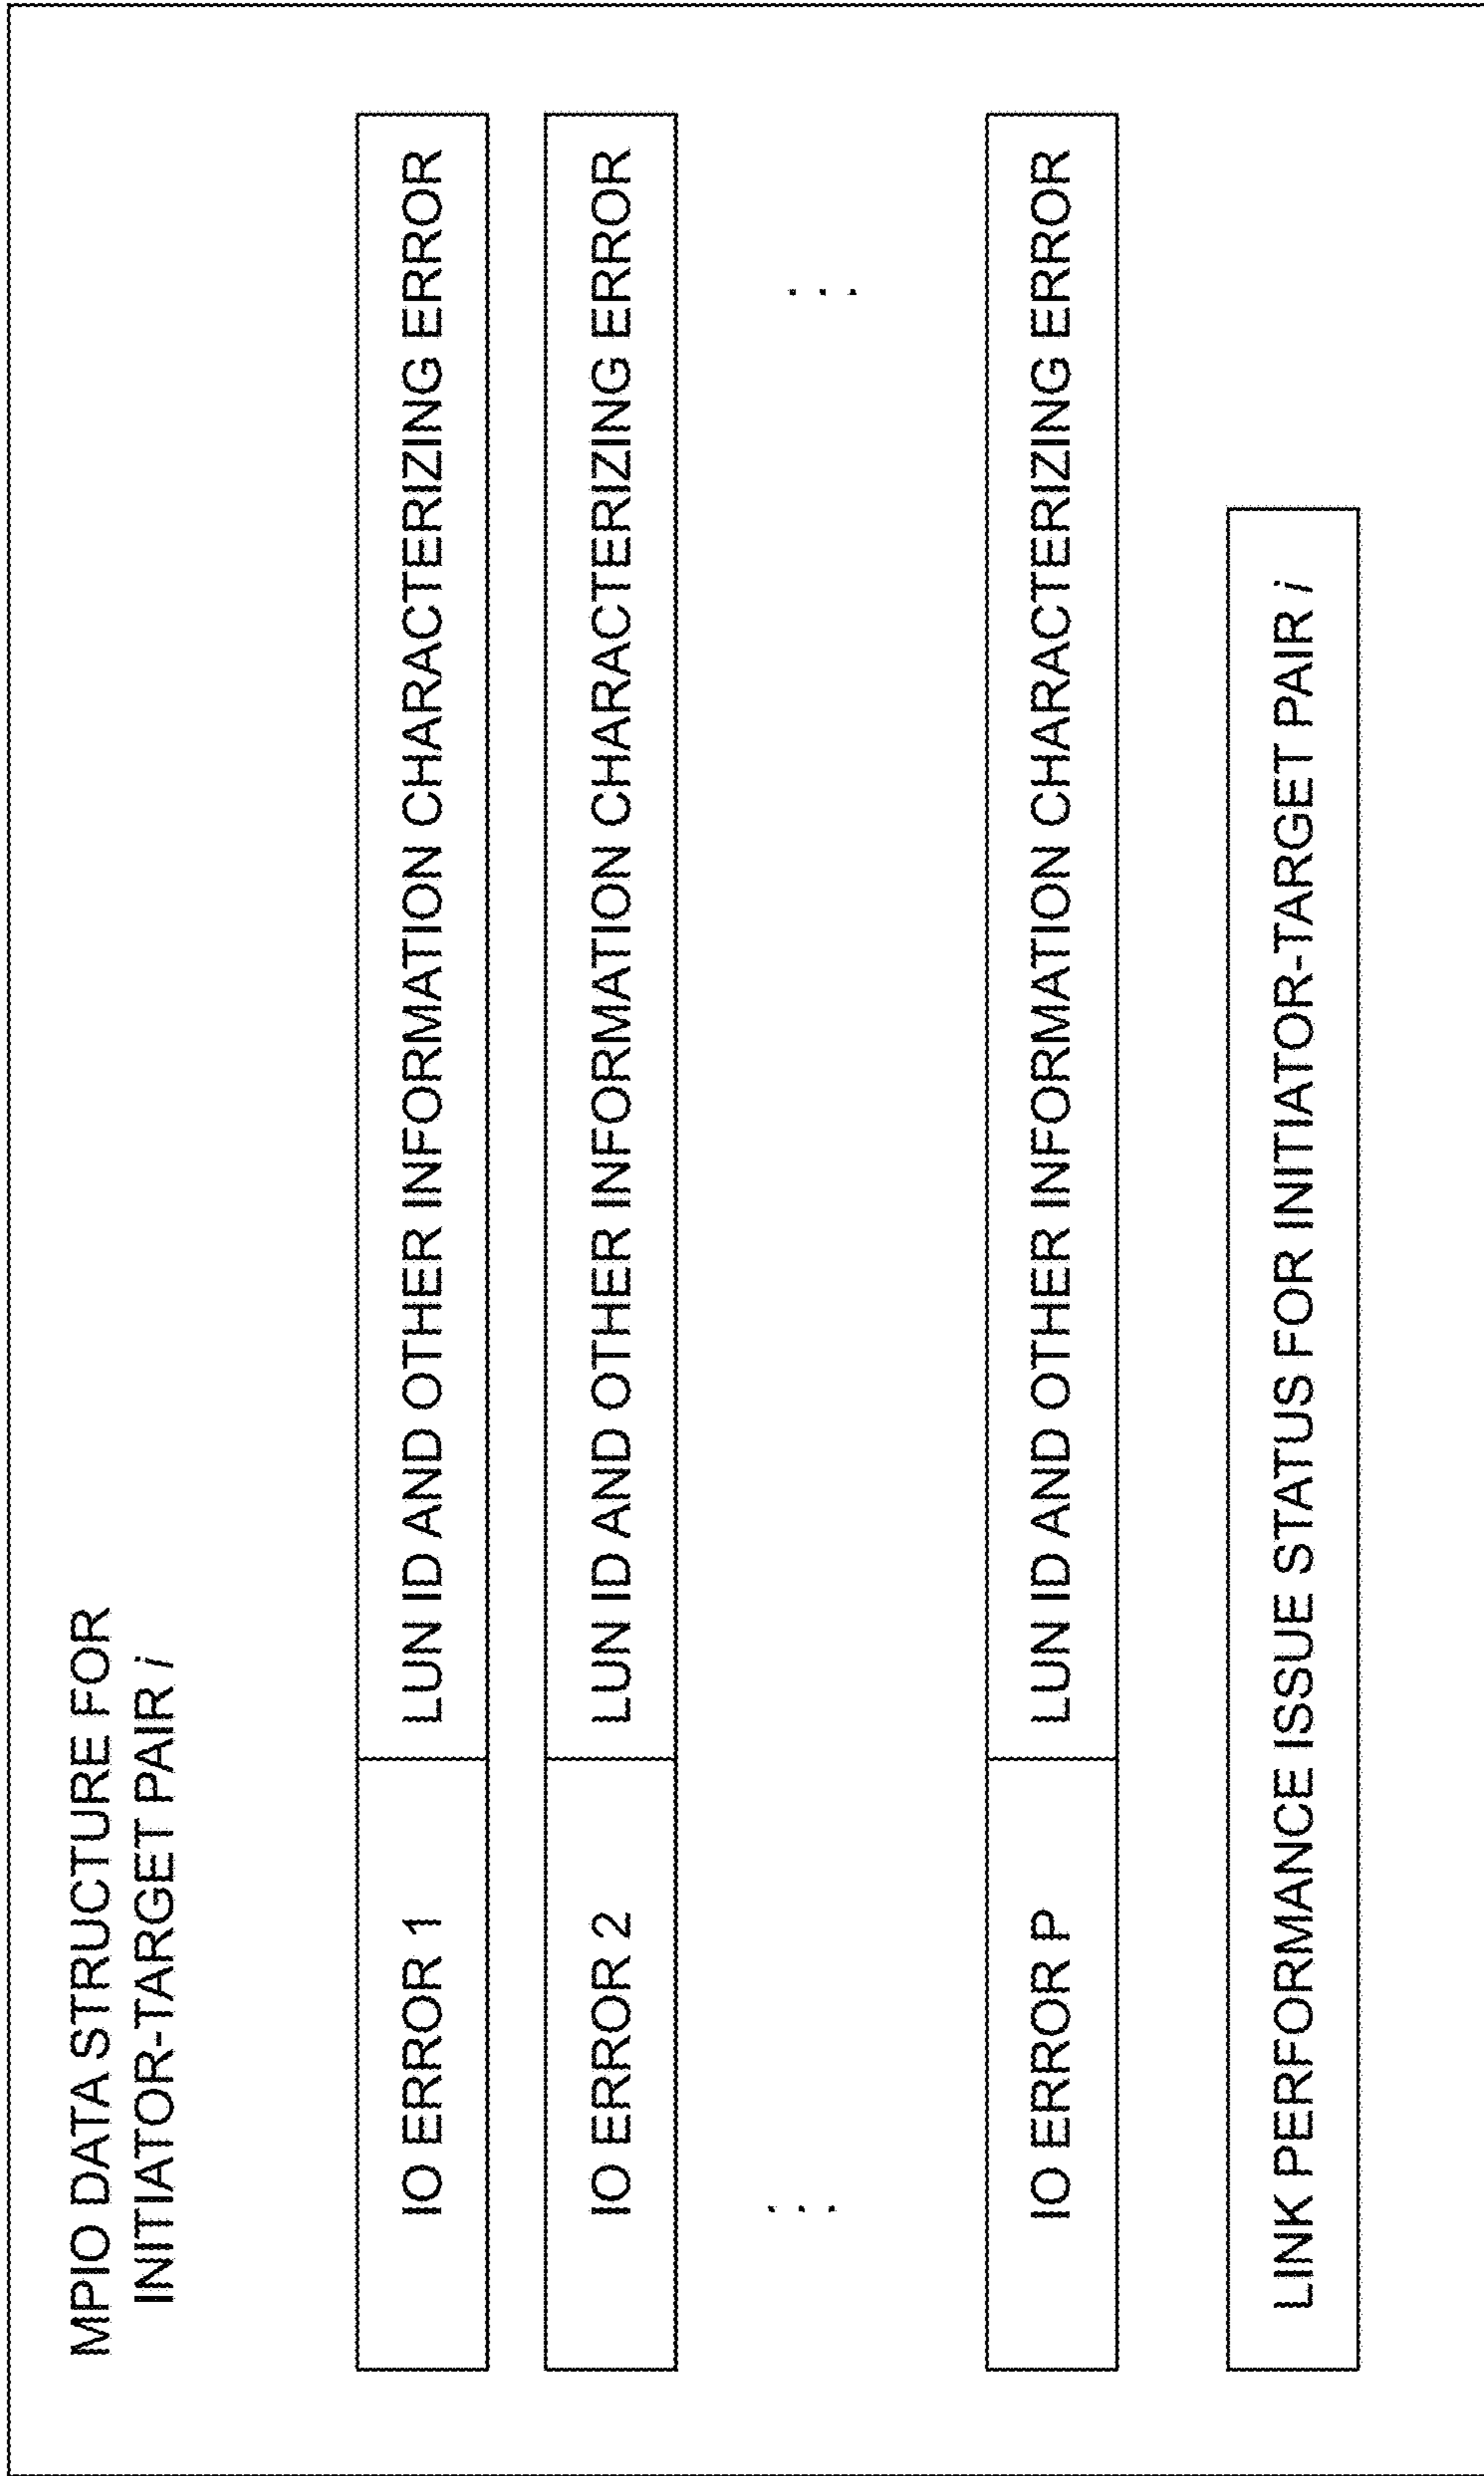 MPIO DATA STRUCTURE FOR
INITIATOR-TARGET PAIR i
IO ERROR 1 LUN ID AND OTHER INFORMATION CHARACTERIZING ERROR
IO ERROR 2 LUN ID AND OTHER INFORMATION CHARACTERIZING ERROR
. . . . . .
IO ERROR P LUN ID AND OTHER INFORMATION CHARACTERIZING ERROR
LINK PERFORMANCE ISSUE STATUS FOR INITIATOR-TARGET PAIR i